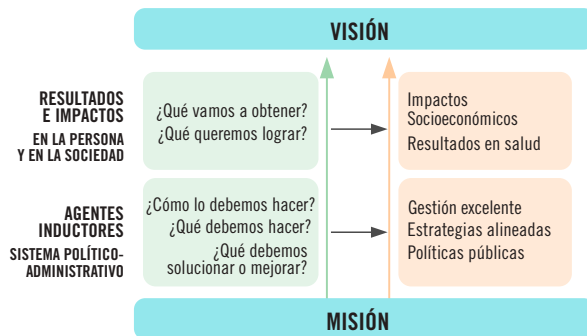 VISIÓN
RESULTADOS
E IMPACTOS
EN LA PERSONA
Y EN LA SOCIEDAD
¿Qué vamos a obtener?
¿Qué queremos lograr?
Impactos
Socioeconómicos
Resultados en salud
AGENTES
INDUCTORES
SISTEMA POLÍTICO-
ADMINISTRATIVO
¿Cómo lo debemos hacer?
¿Qué debemos hacer?
¿Qué debemos
solucionar o mejorar?
Gestión excelente
Estrategias alineadas
Políticas públicas
MISIÓN